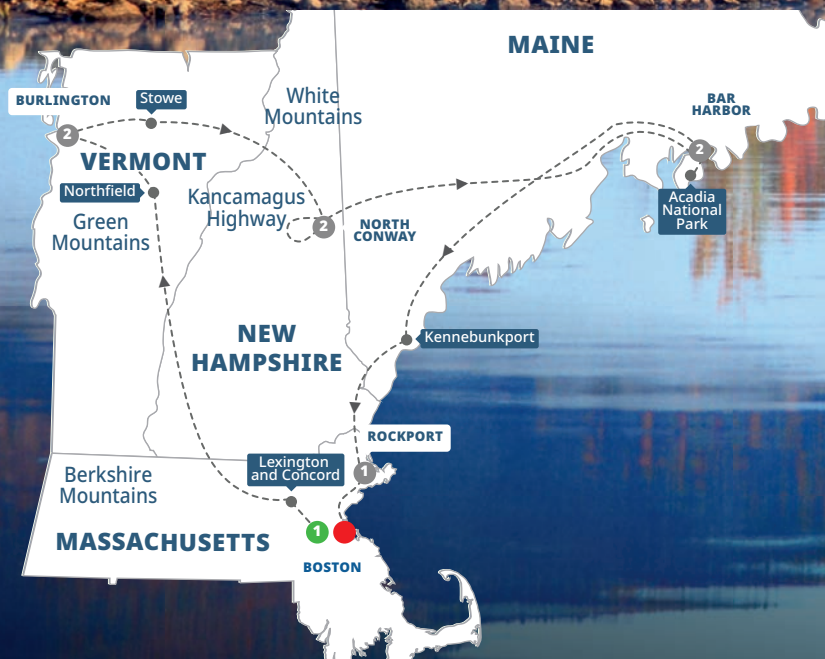 MAINE
BURLINGTON
Stowe
White
Mountains
BAR
HARBOR
2
2
VERMONT
Northfield
Kancamagus
Highway
Acadia
National
Park
Green
Mountains
2
NORTH
CONWAY
NEW
HAMPSHIRE
Kennebunkport
ROCKPORT
Berkshire
Mountains
Lexington
and Concord
1
MASSACHUSETTS
1
BOSTON